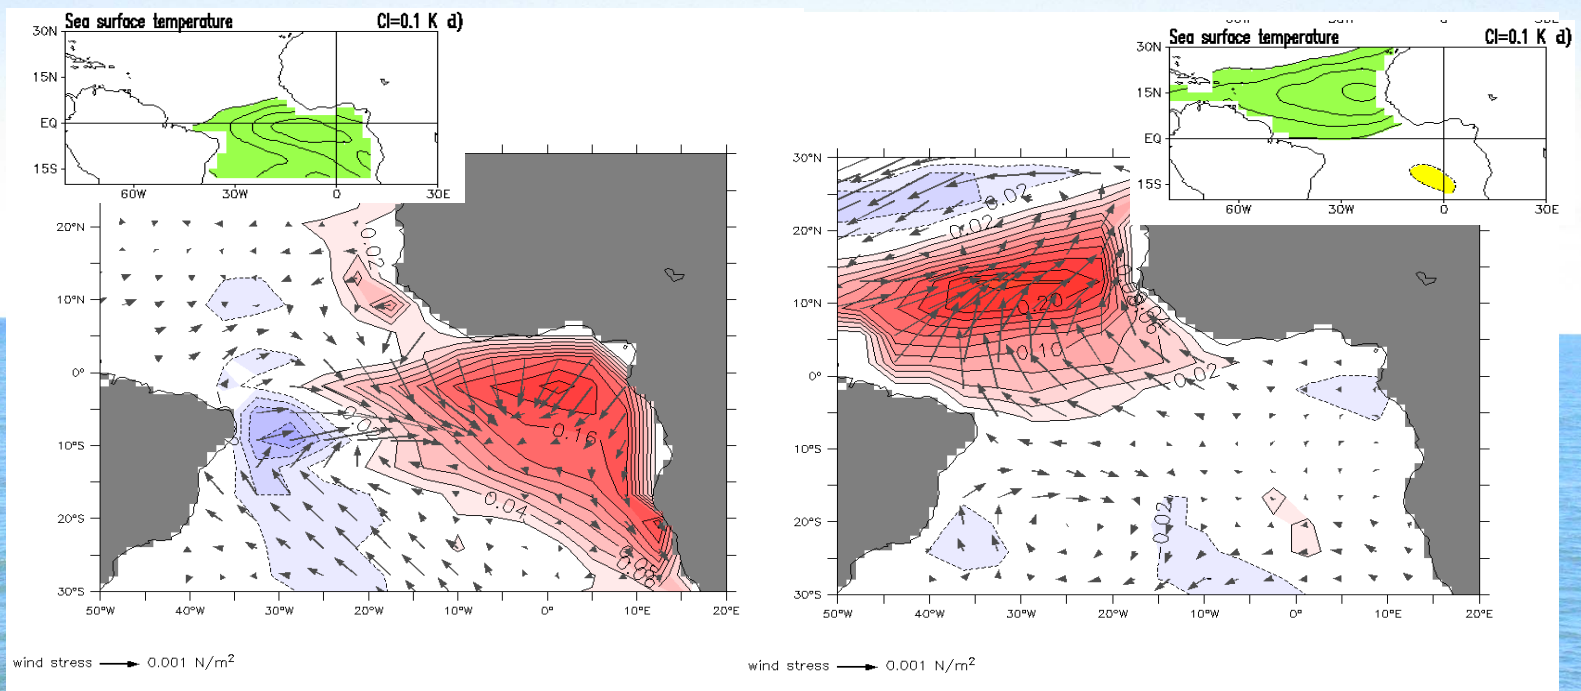 Sea surface temperature CI=0.1 K d)
30N
15N
EQ
15S
60W 30W 0 30E
20°N
10°N
0°
10°S
20°S
30°S
50°W 40°W 30°W 20°W 10°W 0° 10°E 20°E
0.02
0.16
0.04
wind stress 0.001 N/m²
Sea surface temperature CI=0.1 K d)
30N
15N
EQ
15S
60W 30W 0 30E
30°N
20°N
10°N
0°
10°S
20°S
30°S
50°W 40°W 30°W 20°W 10°W 0° 10°E 20°E
0.02
0.02
0.20
0.10
0.02
0.02
wind stress 0.001 N/m²